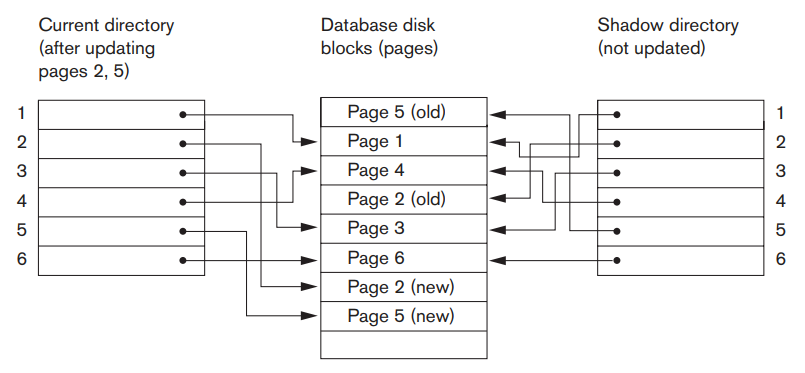 Current directory
(after updating
pages 2, 5)
Database disk
blocks (pages)
Shadow directory
(not updated)
1
2
3
4
5
6
Page 5 (old)
Page 1
Page 4
Page 2 (old)
Page 3
Page 6
Page 2 (new)
Page 5 (new)
1
2
3
4
5
6